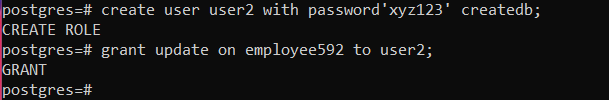 postgres=# create user user2 with password'xyz123' createdb;
CREATE ROLE
postgres=# grant update on employee592 to user2;
GRANT
postgres=#